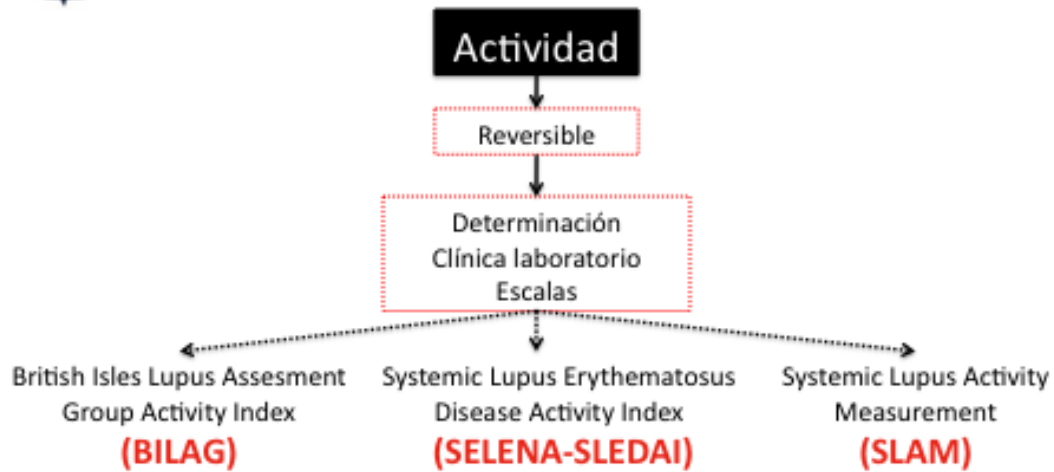 Actividad
Reversible
Determinación
Clínica laboratorio
Escalas
British Isles Lupus Assesment
Group Activity Index
(BILAG)
Systemic Lupus Erythematosus
Disease Activity Index
(SELENA-SLEDAI)
Systemic Lupus Activity
Measurement
(SLAM)